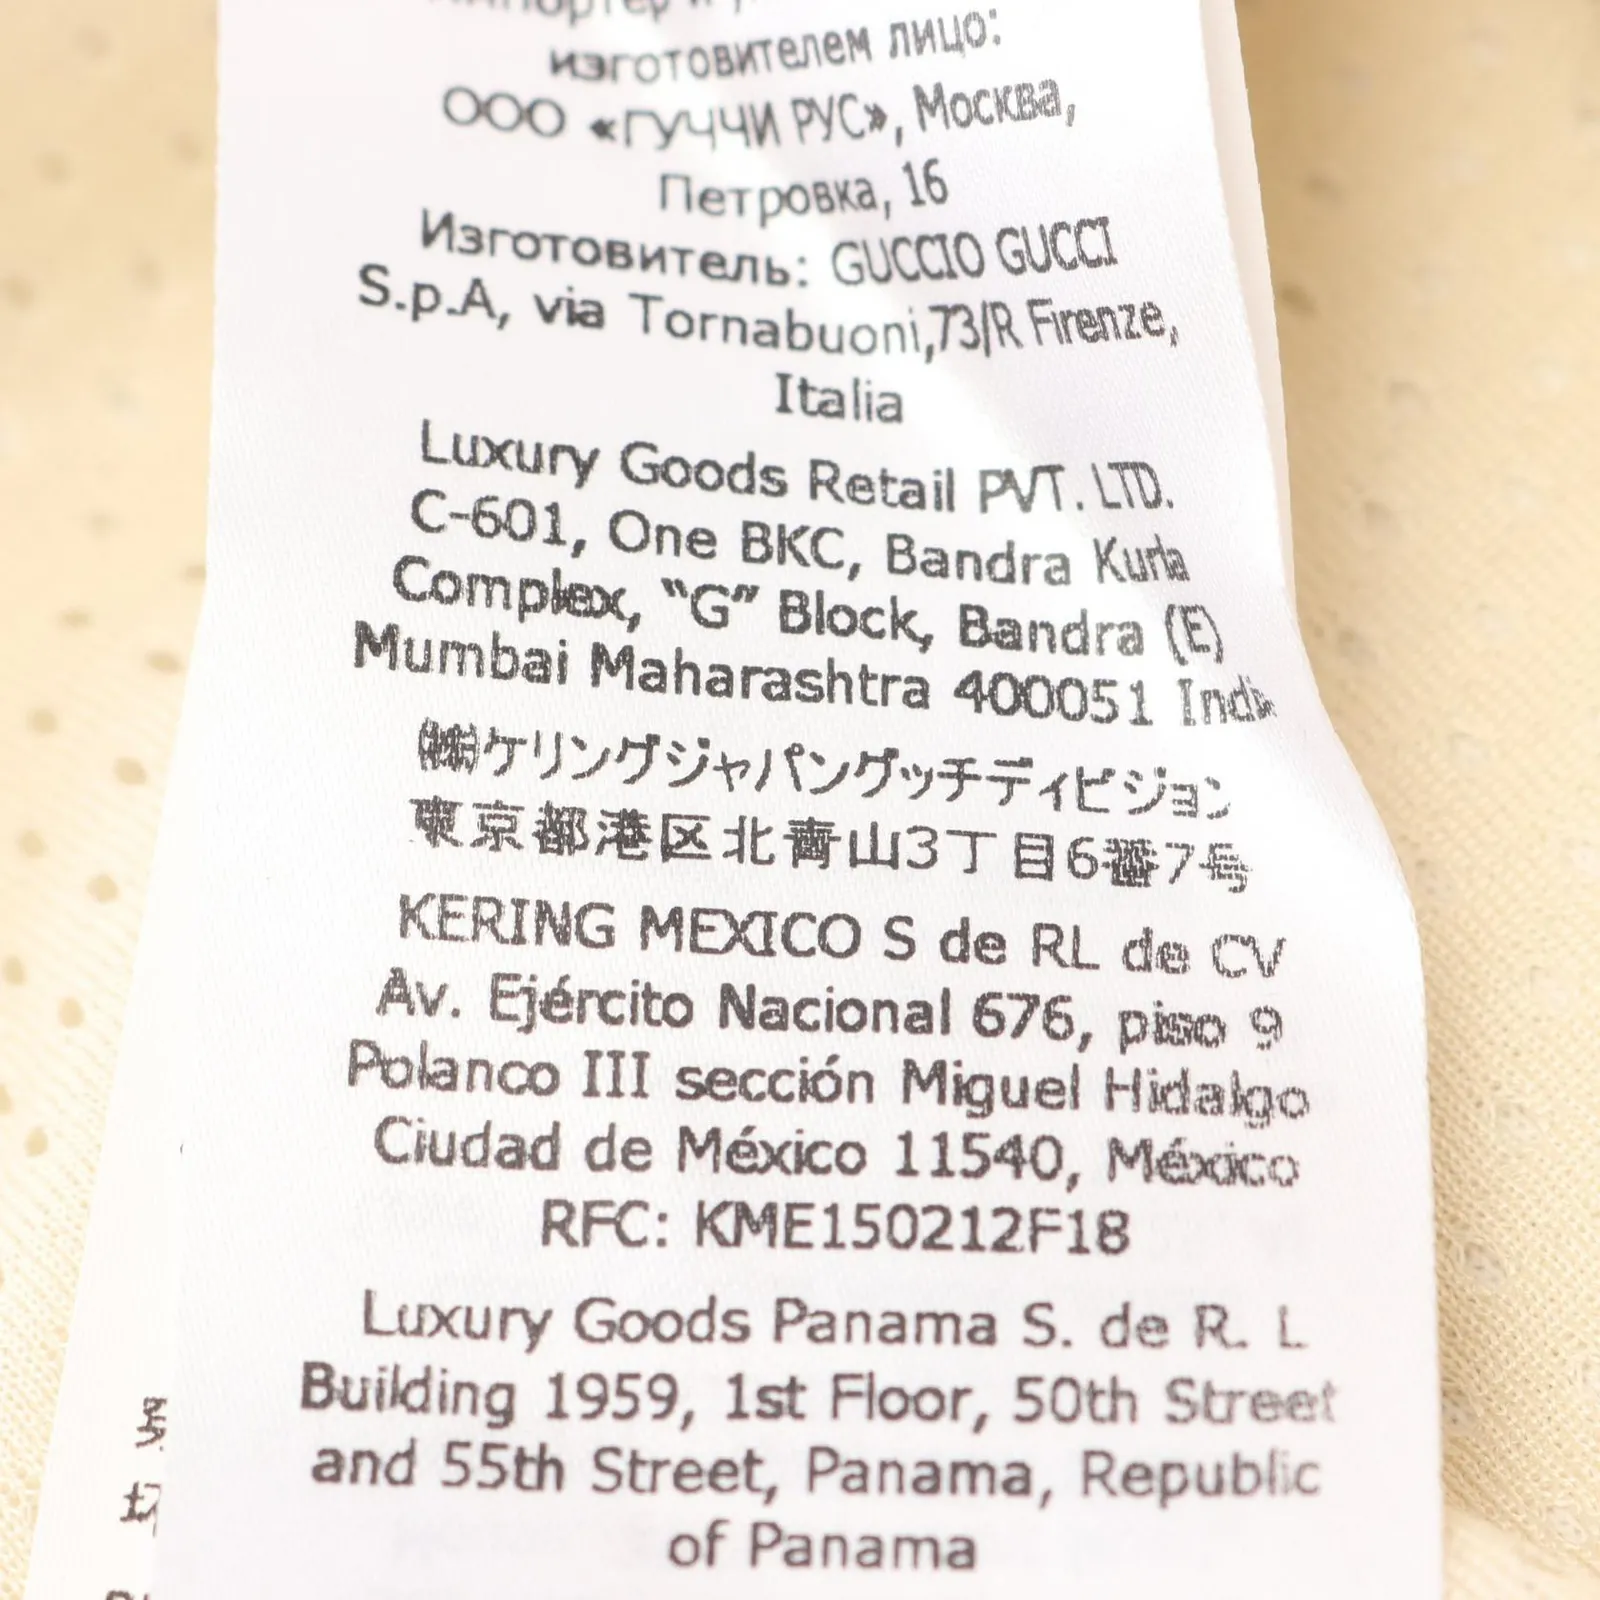 изготовителем лицо:
ООО «ГУЧЧИ РУС», Москва,
Петровка, 16
Изготовитель: GUCCIO GUCCI
S.p.A, via Tornabuoni,73/R Firenze,
Italia
Luxury Goods Retail PVT. LTD.
C-601, One BKC, Bandra Kurla
Complex, “G” Block, Bandra (E)
Mumbai Maharashtra 400051 India
㈱ケリングジャパングッチディビジョン
東京都港区北青山3丁目6番7号
KERING MEXICO S de RL de CV
Av. Ejército Nacional 676, piso 9
Polanco III sección Miguel Hidalgo
Ciudad de México 11540, México
RFC: KME150212F18
Luxury Goods Panama S. de R. L
Building 1959, 1st Floor, 50th Street
and 55th Street, Panama, Republic
of Panama